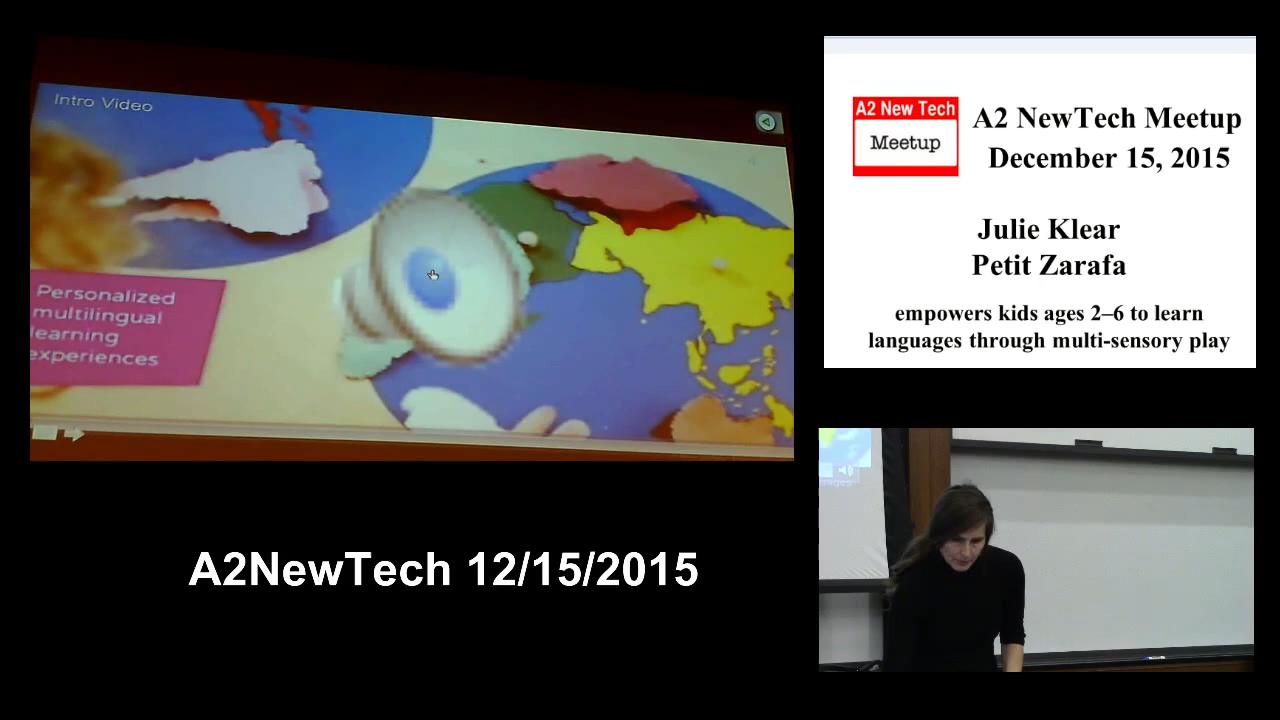 Intro Video
Personalized
multilingual
learning
experiences
A2 New Tech
Meetup
A2 NewTech Meetup
December 15, 2015
Julie Klear
Petit Zarafa
empowers kids ages 2–6 to learn
languages through multi-sensory play
A2NewTech 12/15/2015